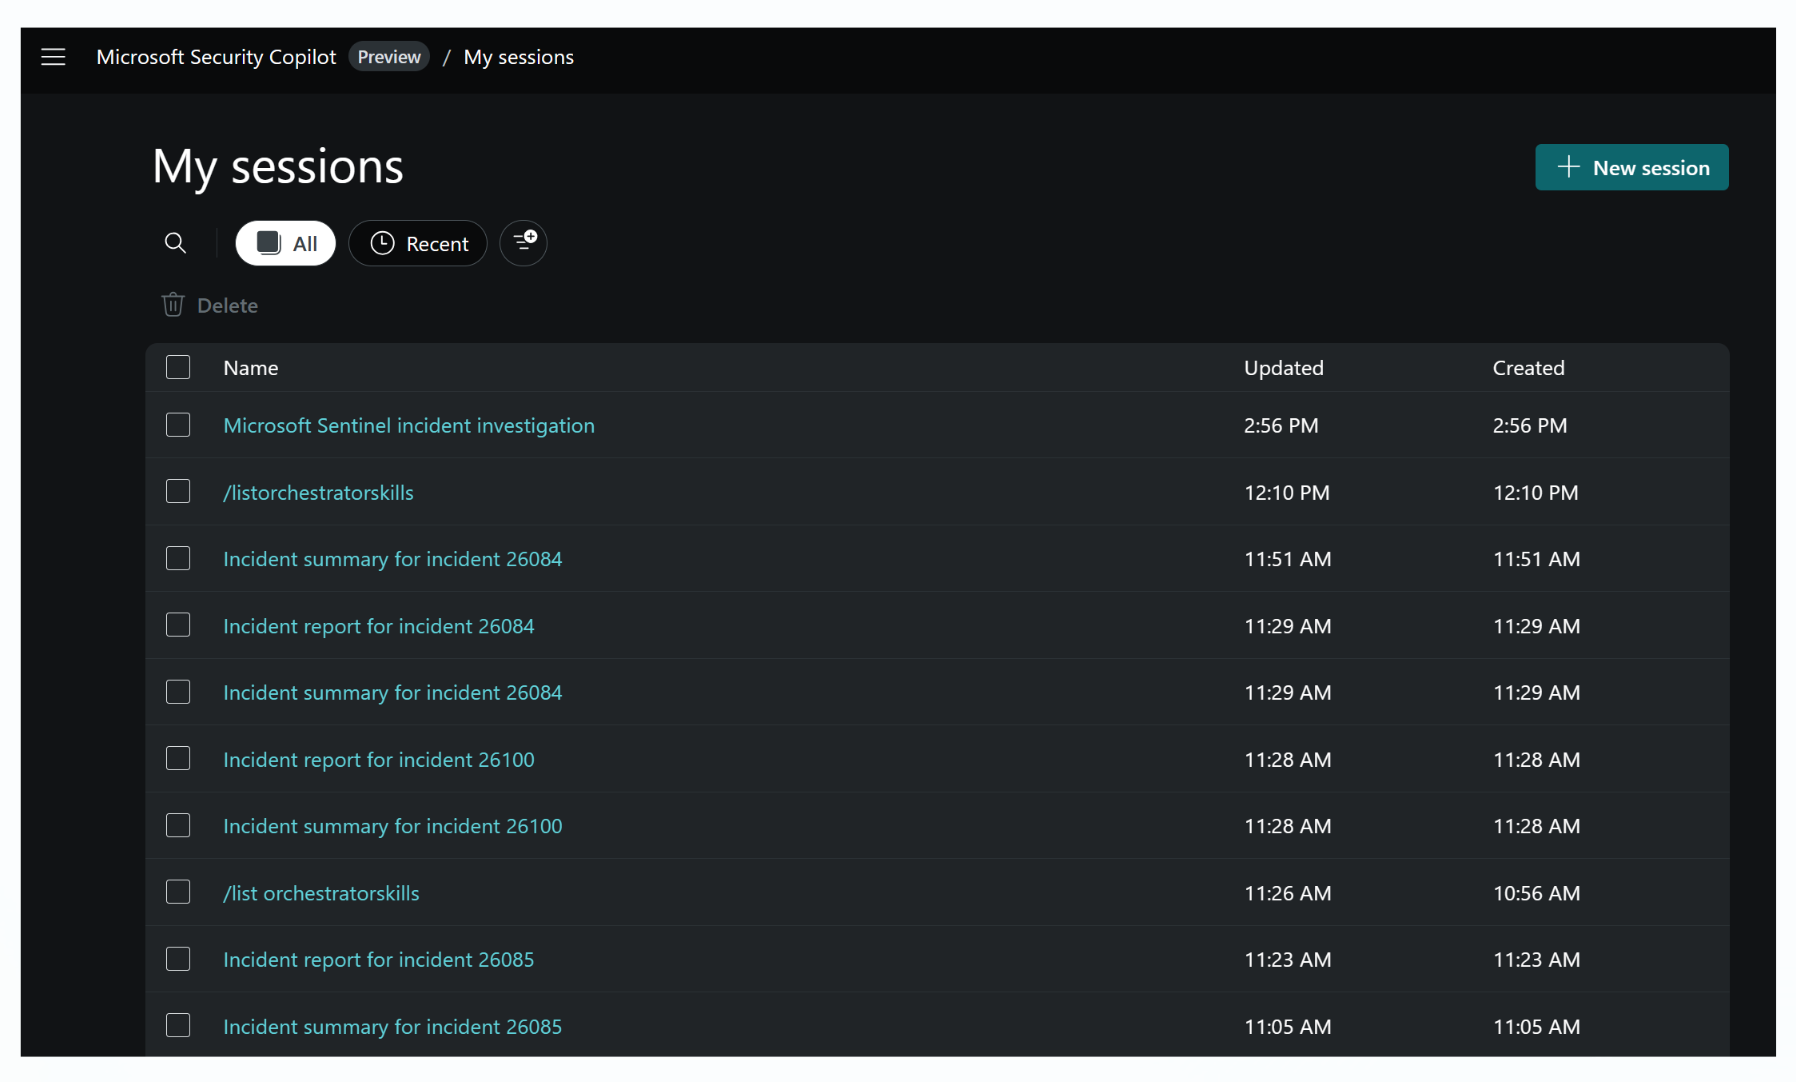 Microsoft Security Copilot Preview / My sessions
My sessions
New session
All Recent
Delete
Name Updated Created
Microsoft Sentinel incident investigation 2:56 PM 2:56 PM
/listorchestratorskills 12:10 PM 12:10 PM
Incident summary for incident 26084 11:51 AM 11:51 AM
Incident report for incident 26084 11:29 AM 11:29 AM
Incident summary for incident 26084 11:29 AM 11:29 AM
Incident report for incident 26100 11:28 AM 11:28 AM
Incident summary for incident 26100 11:28 AM 11:28 AM
/list orchestratorskills 11:26 AM 10:56 AM
Incident report for incident 26085 11:23 AM 11:23 AM
Incident summary for incident 26085 11:05 AM 11:05 AM